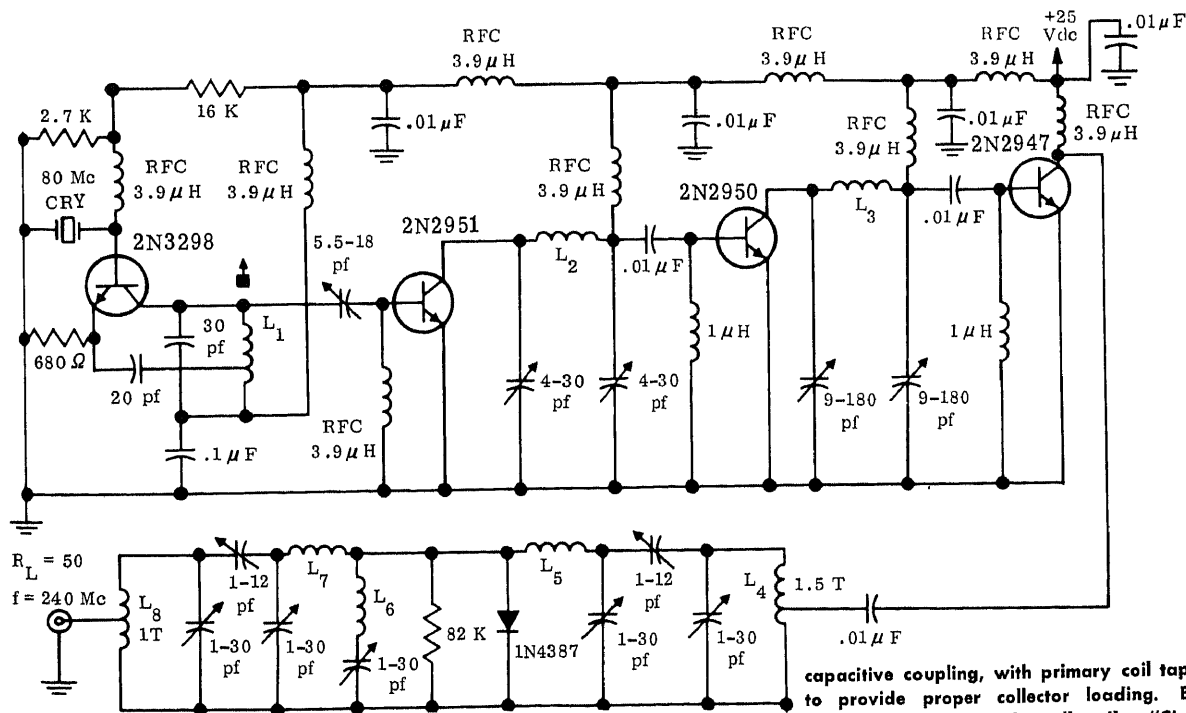 RFC
3.9 μH
RFC
3.9 μH
RFC
3.9 μH
+25
Vdc
.01 μF
2.7 K
16 K
.01 μF
.01 μF
.01 μF
RFC
3.9 μH
80 Mc
CRY
RFC
3.9 μH
RFC
3.9 μH
RFC
3.9 μH
RFC
3.9 μH
2N2947
2N3298
2N2951
2N2950
5.5-18
pf
L2
.01 μF
L3
.01 μF
30
pf
L1
680 Ω
20 pf
4-30
pf
4-30
pf
1 μH
9-180
pf
9-180
pf
1 μH
.1 μF
RFC
3.9 μH
RL = 50
f = 240 Mc
L8
1T
1-12
pf
L7
L6
L5
1-12
pf
L4
1.5 T
1-30
pf
1-30
pf
1-30
pf
82 K
1N4387
1-30
pf
1-30
pf
.01 μF
capacitive coupling, with primary coil tap
to provide proper collector loading.